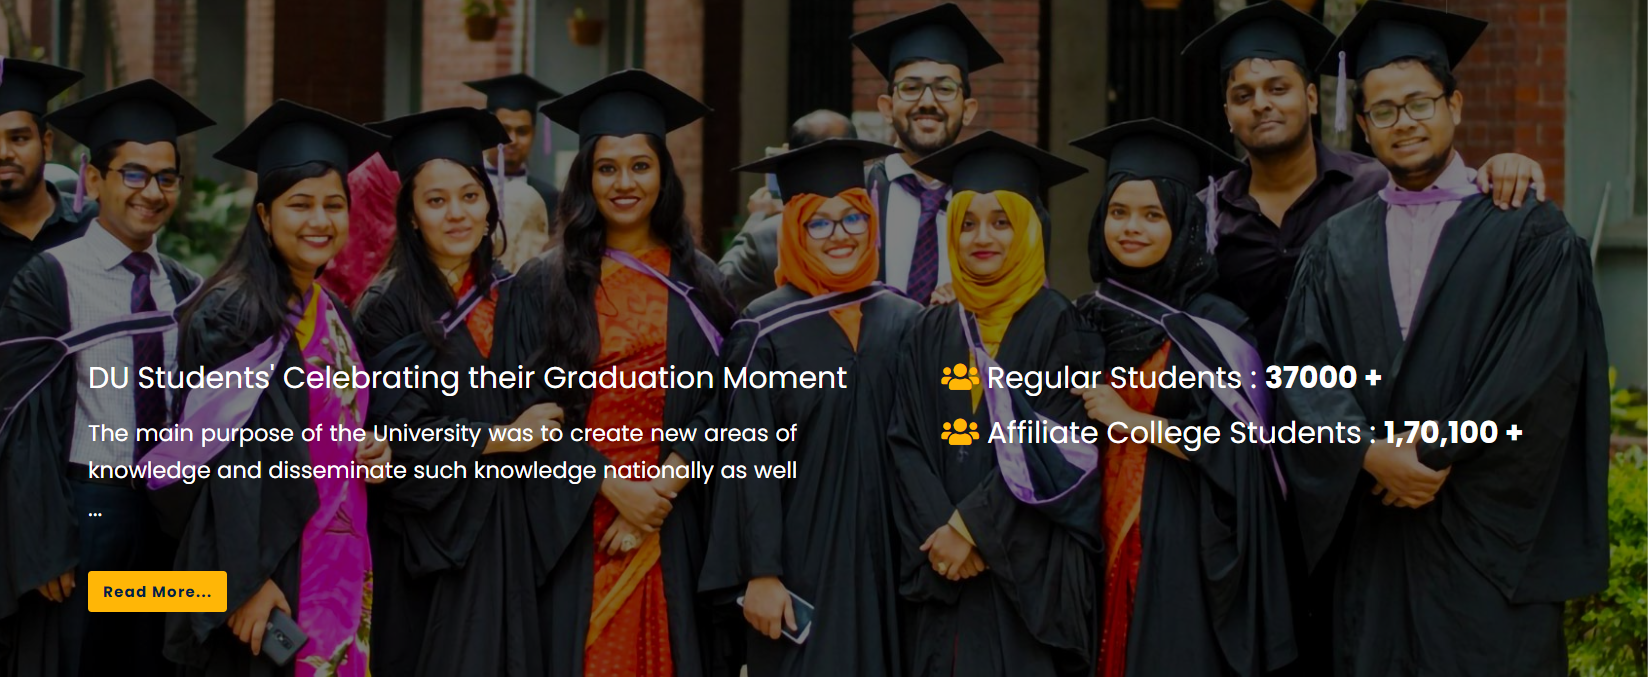 DU Students' Celebrating their Graduation Moment
The main purpose of the University was to create new areas of
knowledge and disseminate such knowledge nationally as well
...
Read More...
Regular Students : 37000 +
Affiliate College Students : 1,70,100 +